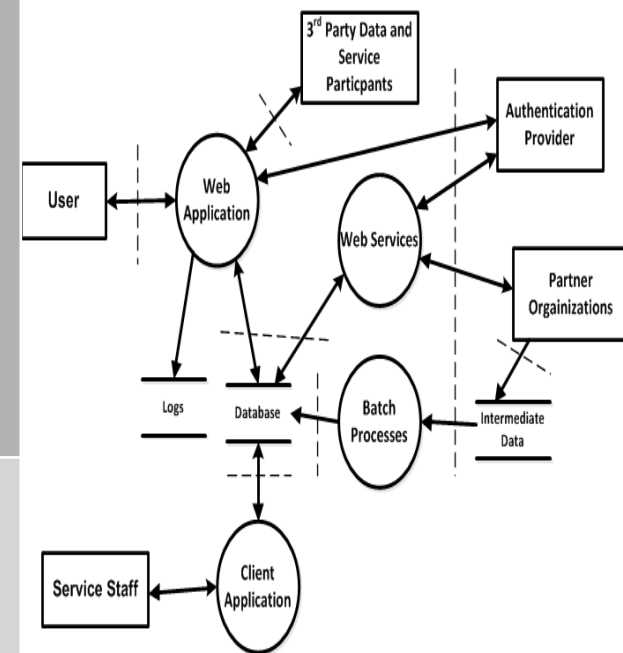 3rd Party Data and
Service
Particpants
Authentication
Provider
User
Web
Application
Web Services
Partner
Orgainizations
Logs
Database
Batch
Processes
Intermediate
Data
Service Staff
Client
Application